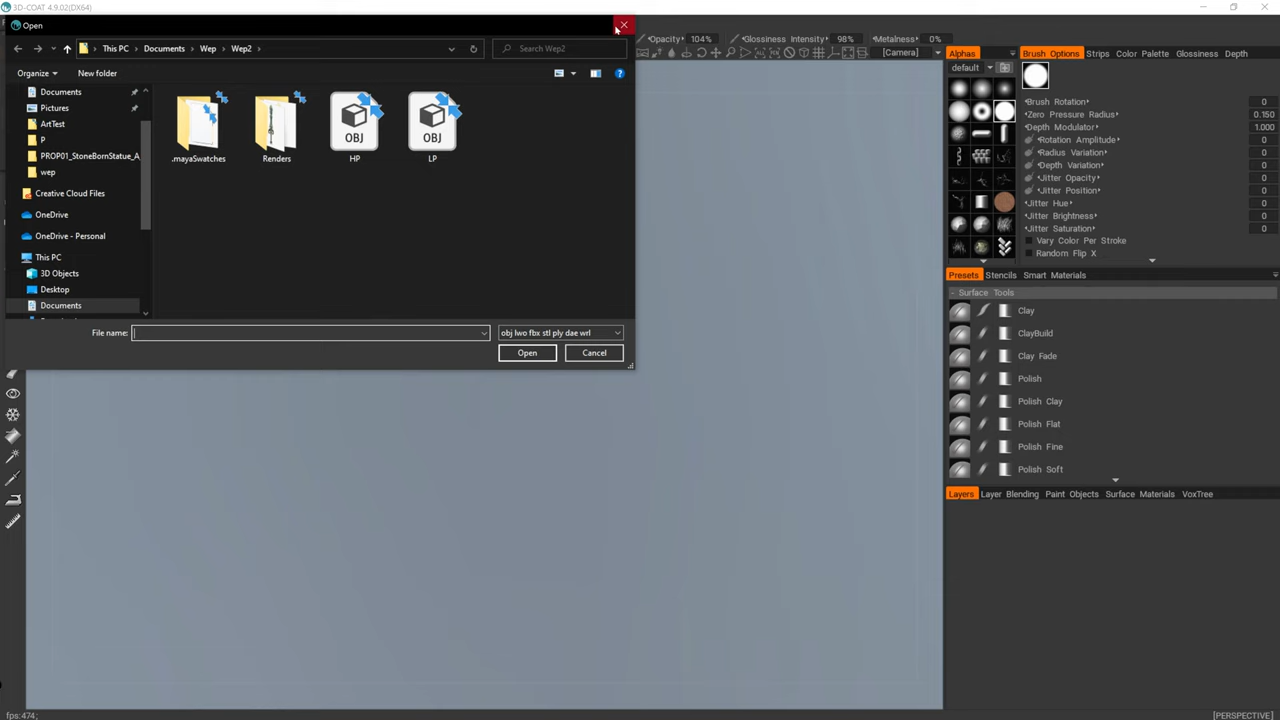 3D-COAT 4.9.02(DX64)
Open
This PC > Documents > Wep > Wep2 >
Search Wep2
Organize
New folder
Documents
Pictures
ArtTest
P
PROP01_StoneBornStatue_A
wep
Creative Cloud Files
OneDrive
OneDrive - Personal
This PC
3D Objects
Desktop
Documents
.mayaSwatches
Renders
OBJ
HP
OBJ
LP
File name:
obj lwo fbx stl ply dae wrl
Open
Cancel
Opacity 104%
Glossiness Intensity 98%
Metalness 0%
[Camera]
Alphas
default
Brush Options
Strips
Color Palette
Glossiness
Depth
Brush Rotation 0
Zero Pressure Radius 0.150
Depth Modulator 1.000
Rotation Amplitude 0
Radius Variation 0
Depth Variation 0
Jitter Opacity 0
Jitter Position 0
Jitter Hue 0
Jitter Brightness 0
Jitter Saturation 0
Vary Color Per Stroke
Random Flip X
Presets
Stencils
Smart Materials
- Surface Tools
Clay
ClayBuild
Clay Fade
Polish
Polish Clay
Polish Flat
Polish Fine
Polish Soft
Layers
Layer Blending
Paint Objects
Surface Materials
VoxTree
fps:474;
[PERSPECTIVE]